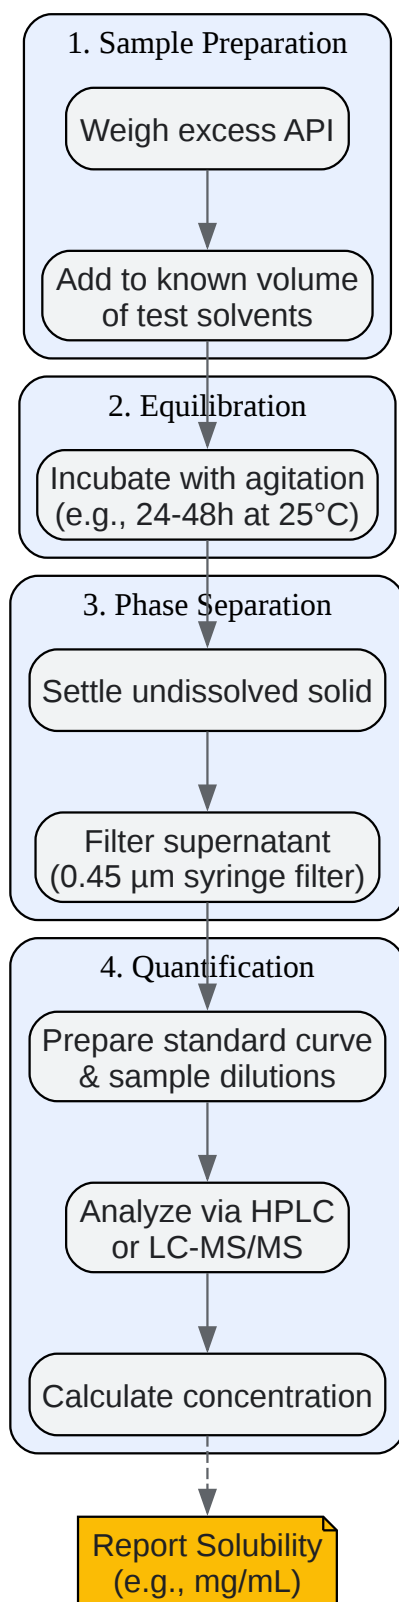 1. Sample Preparation
Weigh excess API
Add to known volume
of test solvents
2. Equilibration
Incubate with agitation
(e.g., 24-48h at 25°C)
3. Phase Separation
Settle undissolved solid
Filter supernatant
(0.45 µm syringe filter)
4. Quantification
Prepare standard curve
& sample dilutions
Analyze via HPLC
or LC-MS/MS
Calculate concentration
Report Solubility
(e.g., mg/mL)